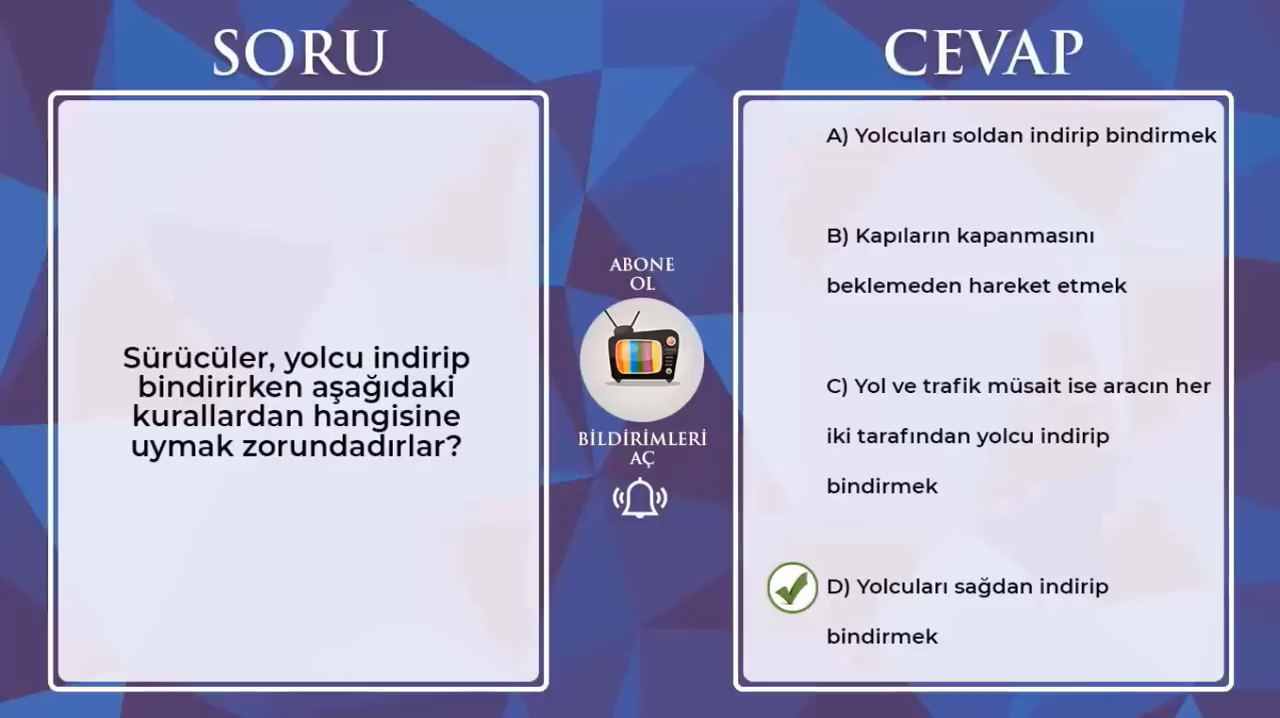 SORU
Sürücüler, yolcu indirip
bindirirken aşağıdaki
kurallardan hangisine
uymak zorundadırlar?
ABONE
OL
BİLDİRİMLERİ
AÇ
CEVAP
A) Yolcuları soldan indirip bindirmek
B) Kapıların kapanmasını
beklemeden hareket etmek
C) Yol ve trafik müsait ise aracın her
iki tarafından yolcu indirip
bindirmek
D) Yolcuları sağdan indirip
bindirmek